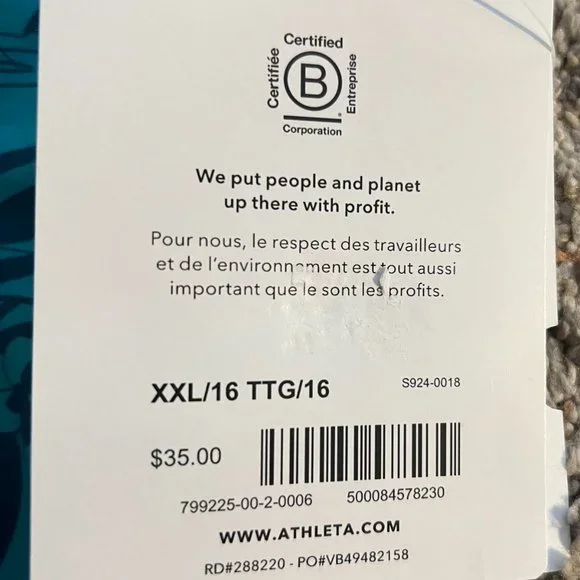 Certified
Certifiée
B
Entreprise
Corporation
We put people and planet
up there with profit.
Pour nous, le respect des travailleurs
et de l'environnement est tout aussi
important que le sont les profits.
XXL/16 TTG/16
S924-0018
$35.00
799225-00-2-0006 500084578230
WWW.ATHLETA.COM
RD#288220 - PO#VB49482158